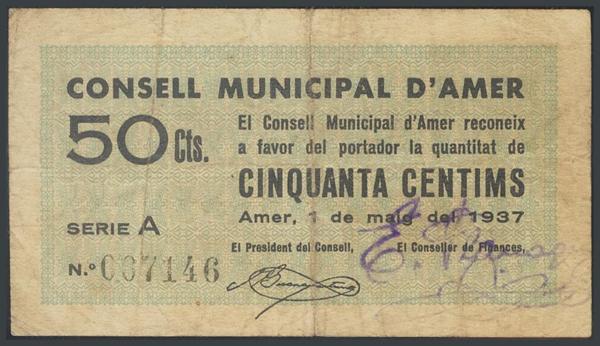 CONSELL MUNICIPAL D'AMER
50 Cts.
El Consell Municipal d'Amer reconeix
a favor del portador la quantitat de
CINQUANTA CENTIMS
Amer, 1 de maig del 1937
SERIE A
El President del Consell, El Conseller de Finances,
N.º 007146